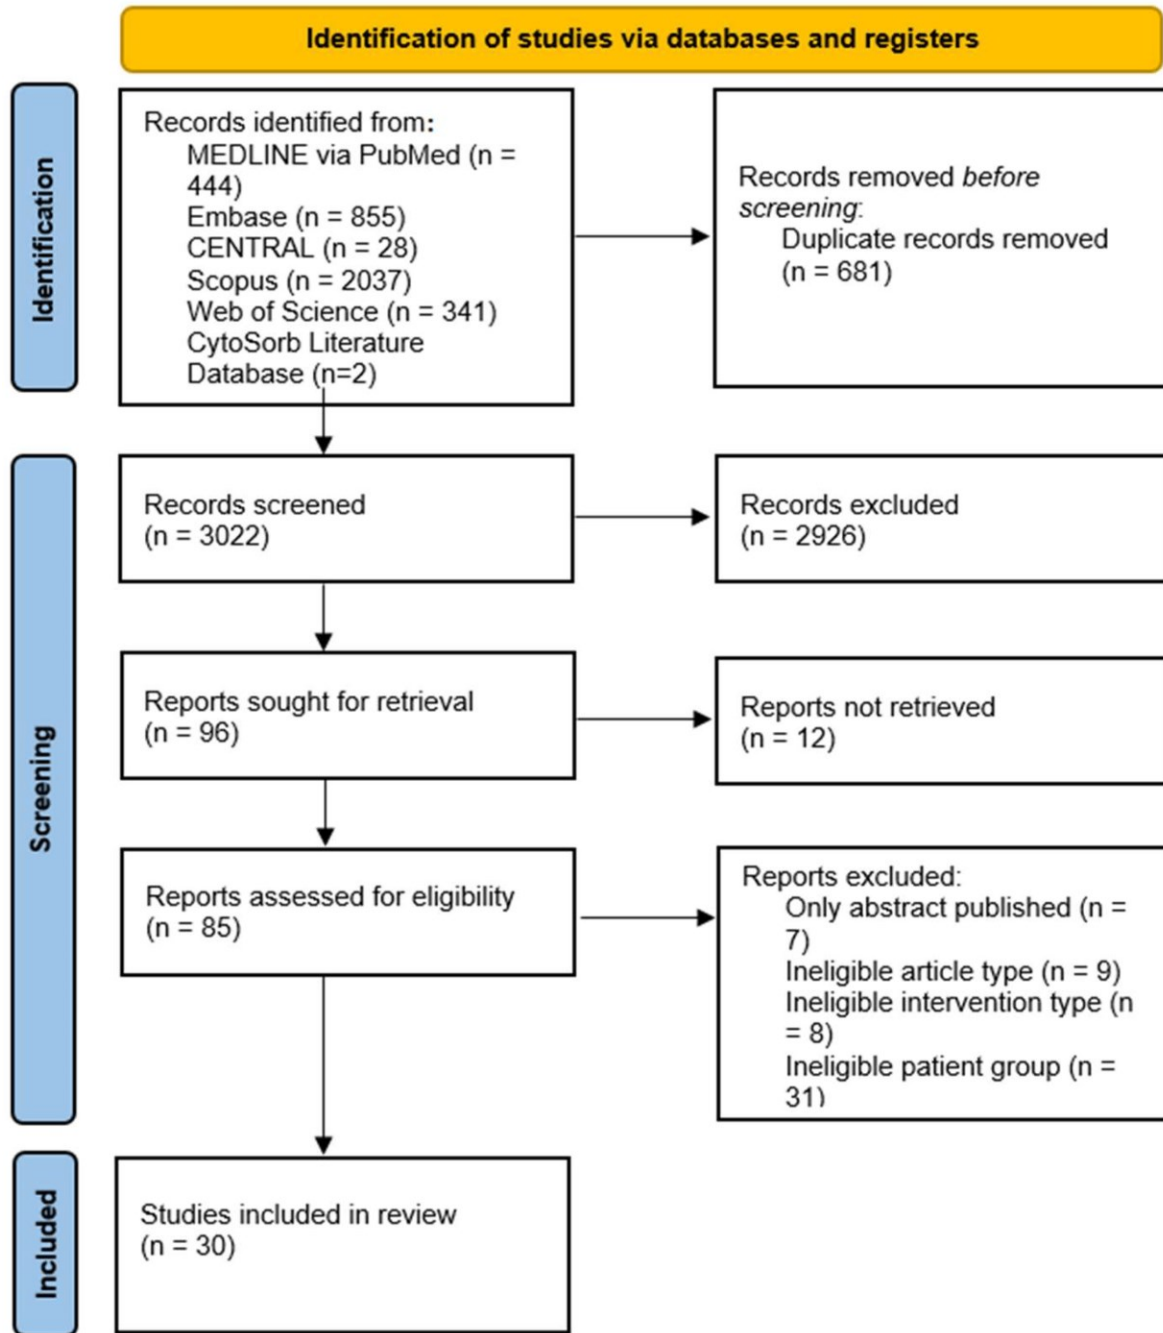 Identification of studies via databases and registers
Identification
Records identified from:
MEDLINE via PubMed (n =
444)
Embase (n = 855)
CENTRAL (n = 28)
Scopus (n = 2037)
Web of Science (n = 341)
CytoSorb Literature
Database (n=2)
Records removed before
screening:
Duplicate records removed
(n = 681)
Screening
Records screened
(n = 3022)
Records excluded
(n = 2926)
Reports sought for retrieval
(n = 96)
Reports not retrieved
(n = 12)
Reports assessed for eligibility
(n = 85)
Reports excluded:
Only abstract published (n =
7)
Ineligible article type (n = 9)
Ineligible intervention type (n
= 8)
Ineligible patient group (n =
31)
Included
Studies included in review
(n = 30)